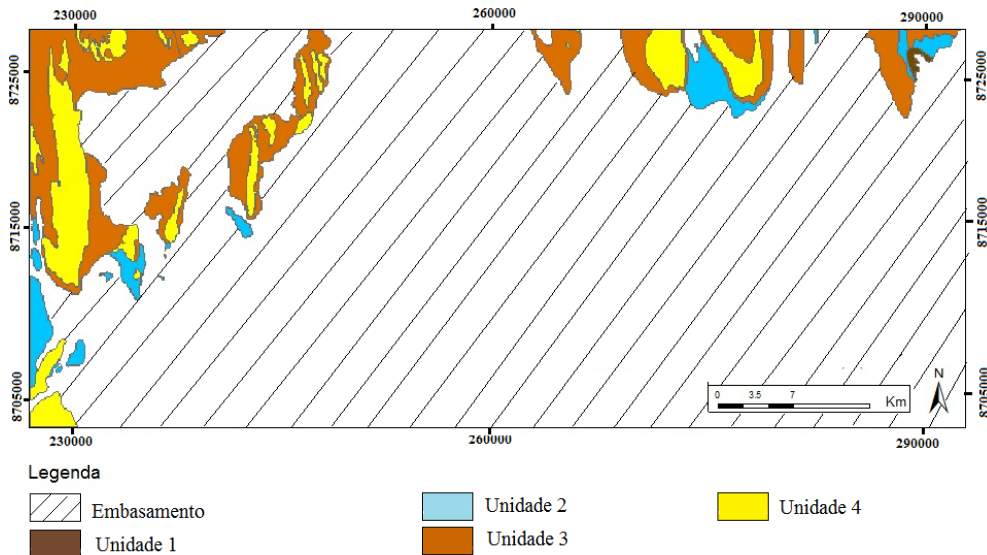 230000 260000 290000
8725000 8725000
8715000 8715000
8705000 8705000
0 3.5 7
Km
N
230000 260000 290000
Legenda
Embasamento
Unidade 1
Unidade 2
Unidade 3
Unidade 4